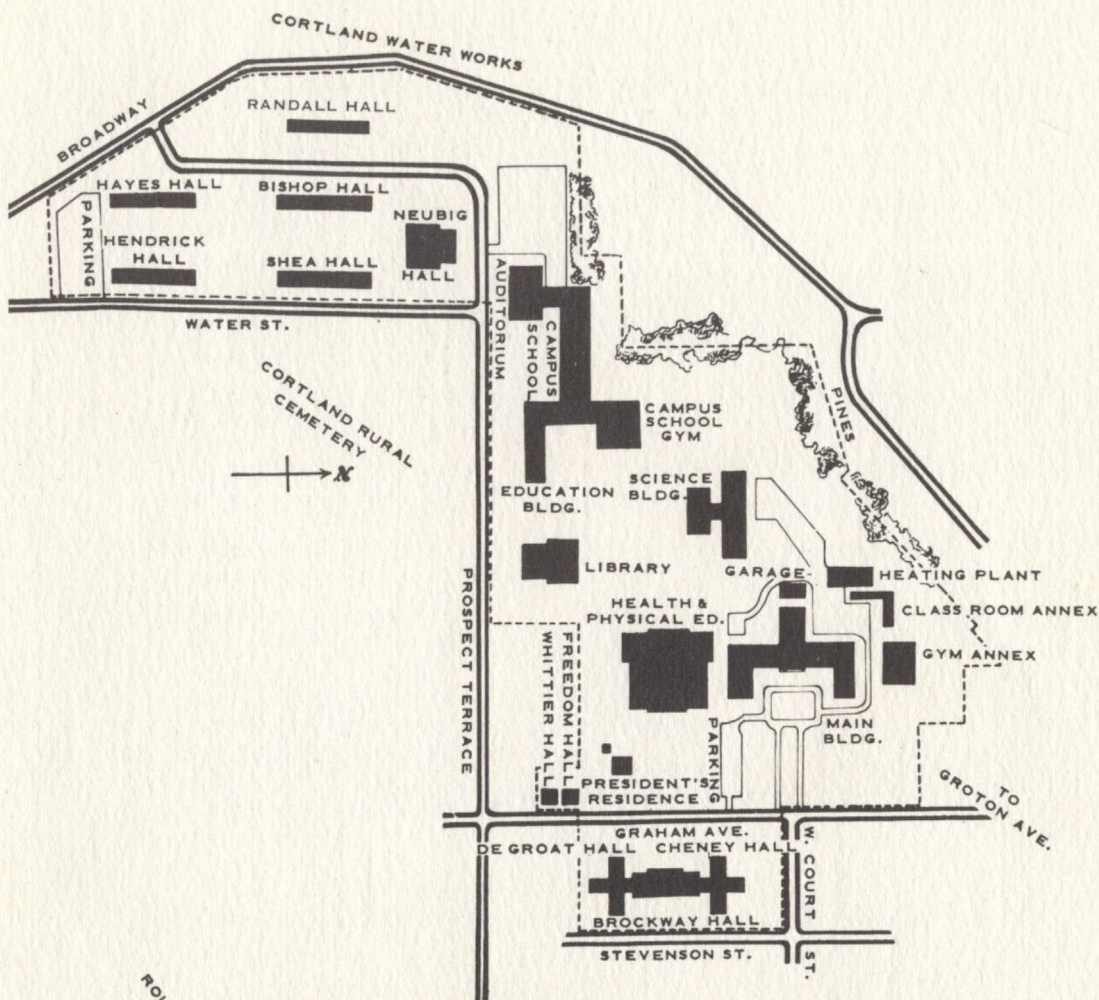 CORTLAND WATER WORKS
BROADWAY
RANDALL HALL
HAYES HALL
BISHOP HALL
NEUBIG
HALL
PARKING
HENDRICK
HALL
SHEA HALL
WATER ST.
AUDITORIUM
CAMPUS
SCHOOL
CORTLAND RURAL
CEMETERY
N
CAMPUS
SCHOOL
GYM
PINES
EDUCATION
BLDG.
SCIENCE
BLDG.
LIBRARY
GARAGE
HEATING PLANT
CLASS ROOM ANNEX
HEALTH &
PHYSICAL ED.
GYM ANNEX
PROSPECT TERRACE
FREEDOM HALL
WHITTIER HALL
MAIN
BLDG.
PARKING
PRESIDENT'S
RESIDENCE
TO
GROTON AVE.
GRAHAM AVE.
DE GROAT HALL
CHENEY HALL
W. COURT ST.
BROCKWAY HALL
STEVENSON ST.